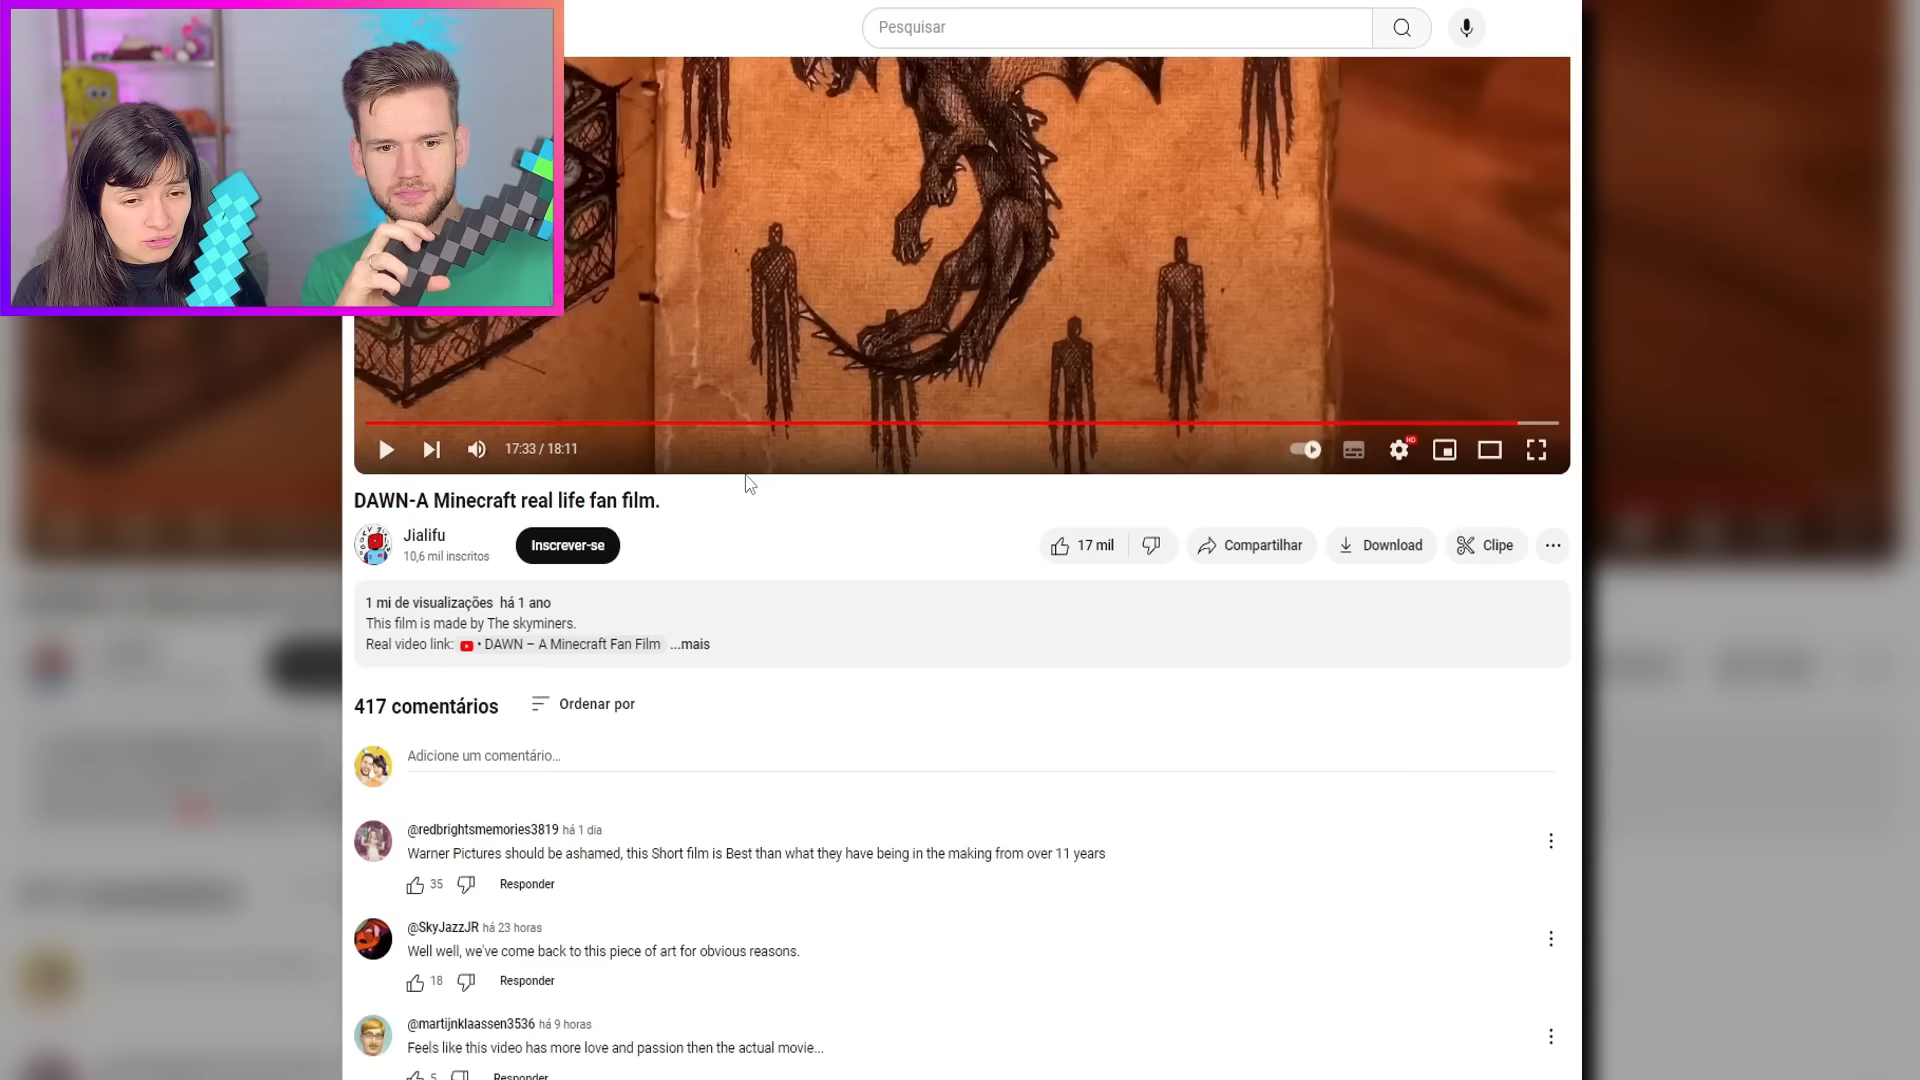 Pesquisar
17:33 / 18:11
HD
DAWN-A Minecraft real life fan film.
Jialifu
10,6 mil inscritos
Inscrever-se
17 mil
Compartilhar
Download
Clipe
1 mi de visualizações há 1 ano
This film is made by The skyminers.
Real video link: • DAWN – A Minecraft Fan Film ...mais
417 comentários
Ordenar por
Adicione um comentário...
@redbrightsmemories3819 há 1 dia
Warner Pictures should be ashamed, this Short film is Best than what they have being in the making from over 11 years
35 Responder
@SkyJazzJR há 23 horas
Well well, we've come back to this piece of art for obvious reasons.
18 Responder
@martijnklaassen3536 há 9 horas
Feels like this video has more love and passion then the actual movie...
5 Responder